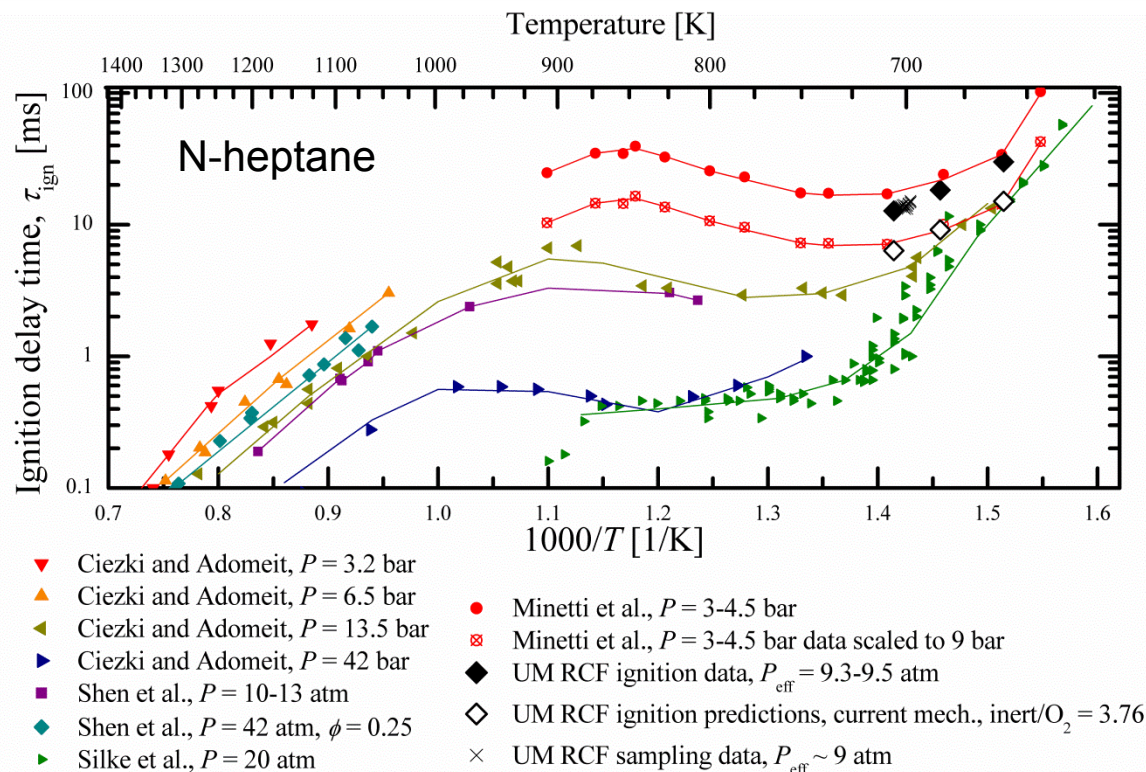 Temperature [K]
1400 1300 1200 1100 1000 900 800 700
Ignition delay time, τign [ms]
100
10
1
0.1
N-heptane
0.7 0.8 0.9 1.0 1.1 1.2 1.3 1.4 1.5 1.6
1000/T [1/K]
Ciezki and Adomeit, P = 3.2 bar
Ciezki and Adomeit, P = 6.5 bar
Ciezki and Adomeit, P = 13.5 bar
Ciezki and Adomeit, P = 42 bar
Shen et al., P = 10-13 atm
Shen et al., P = 42 atm, ϕ = 0.25
Silke et al., P = 20 atm
Minetti et al., P = 3-4.5 bar
Minetti et al., P = 3-4.5 bar data scaled to 9 bar
UM RCF ignition data, Peff = 9.3-9.5 atm
UM RCF ignition predictions, current mech., inert/O2 = 3.76
UM RCF sampling data, Peff ~ 9 atm